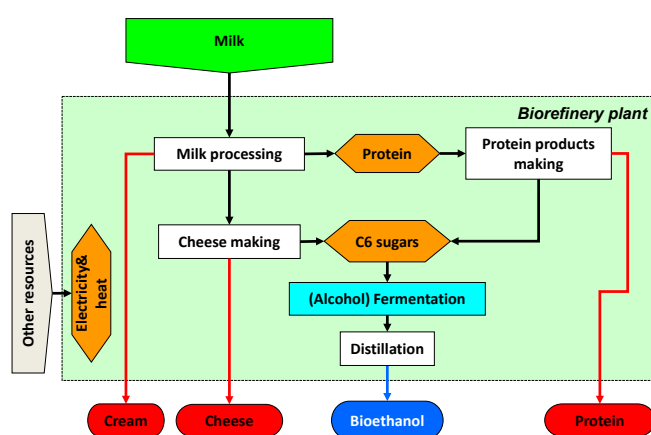 Milk
Biorefinery plant
Milk processing
Protein
Protein products
making
Other resources
Electricity&
heat
Cheese making
C6 sugars
(Alcohol) Fermentation
Distillation
Cream
Cheese
Bioethanol
Protein